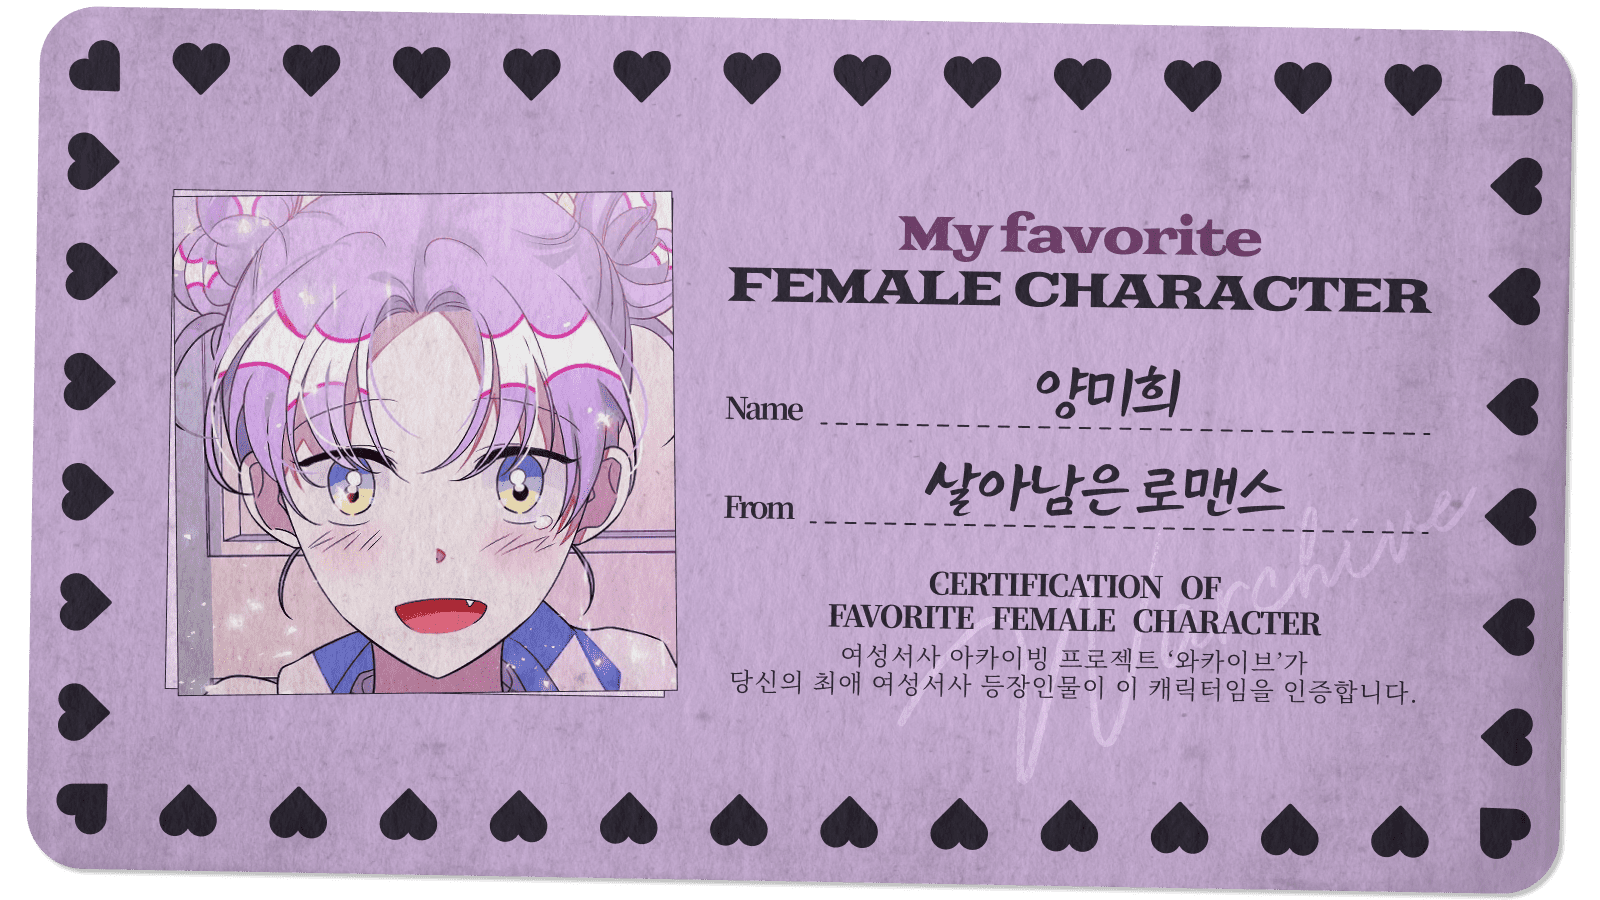 My favorite
FEMALE CHARACTER
Name 양미희
From 살아남은 로맨스
CERTIFICATION OF
FAVORITE FEMALE CHARACTER
여성서사 아카이빙 프로젝트 ‘와카이브’가
당신의 최애 여성서사 등장인물이 이 캐릭터임을 인증합니다.
Warchive